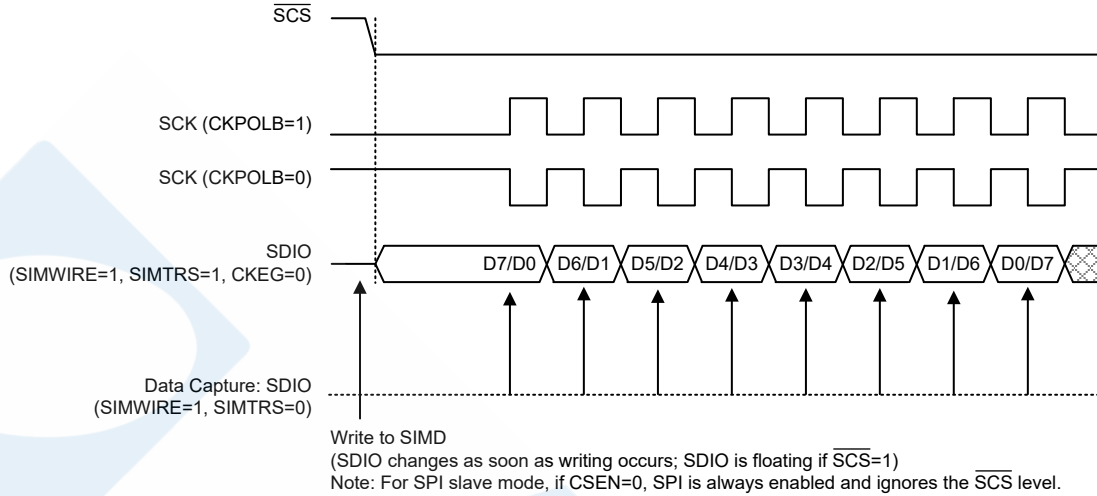 SCS
SCK (CKPOLB=1)
SCK (CKPOLB=0)
SDIO
(SIMWIRE=1, SIMTRS=1, CKEG=0)
D7/D0 D6/D1 D5/D2 D4/D3 D3/D4 D2/D5 D1/D6 D0/D7
Data Capture: SDIO
(SIMWIRE=1, SIMTRS=0)
Write to SIMD
(SDIO changes as soon as writing occurs; SDIO is floating if SCS=1)
Note: For SPI slave mode, if CSEN=0, SPI is always enabled and ignores the SCS level.